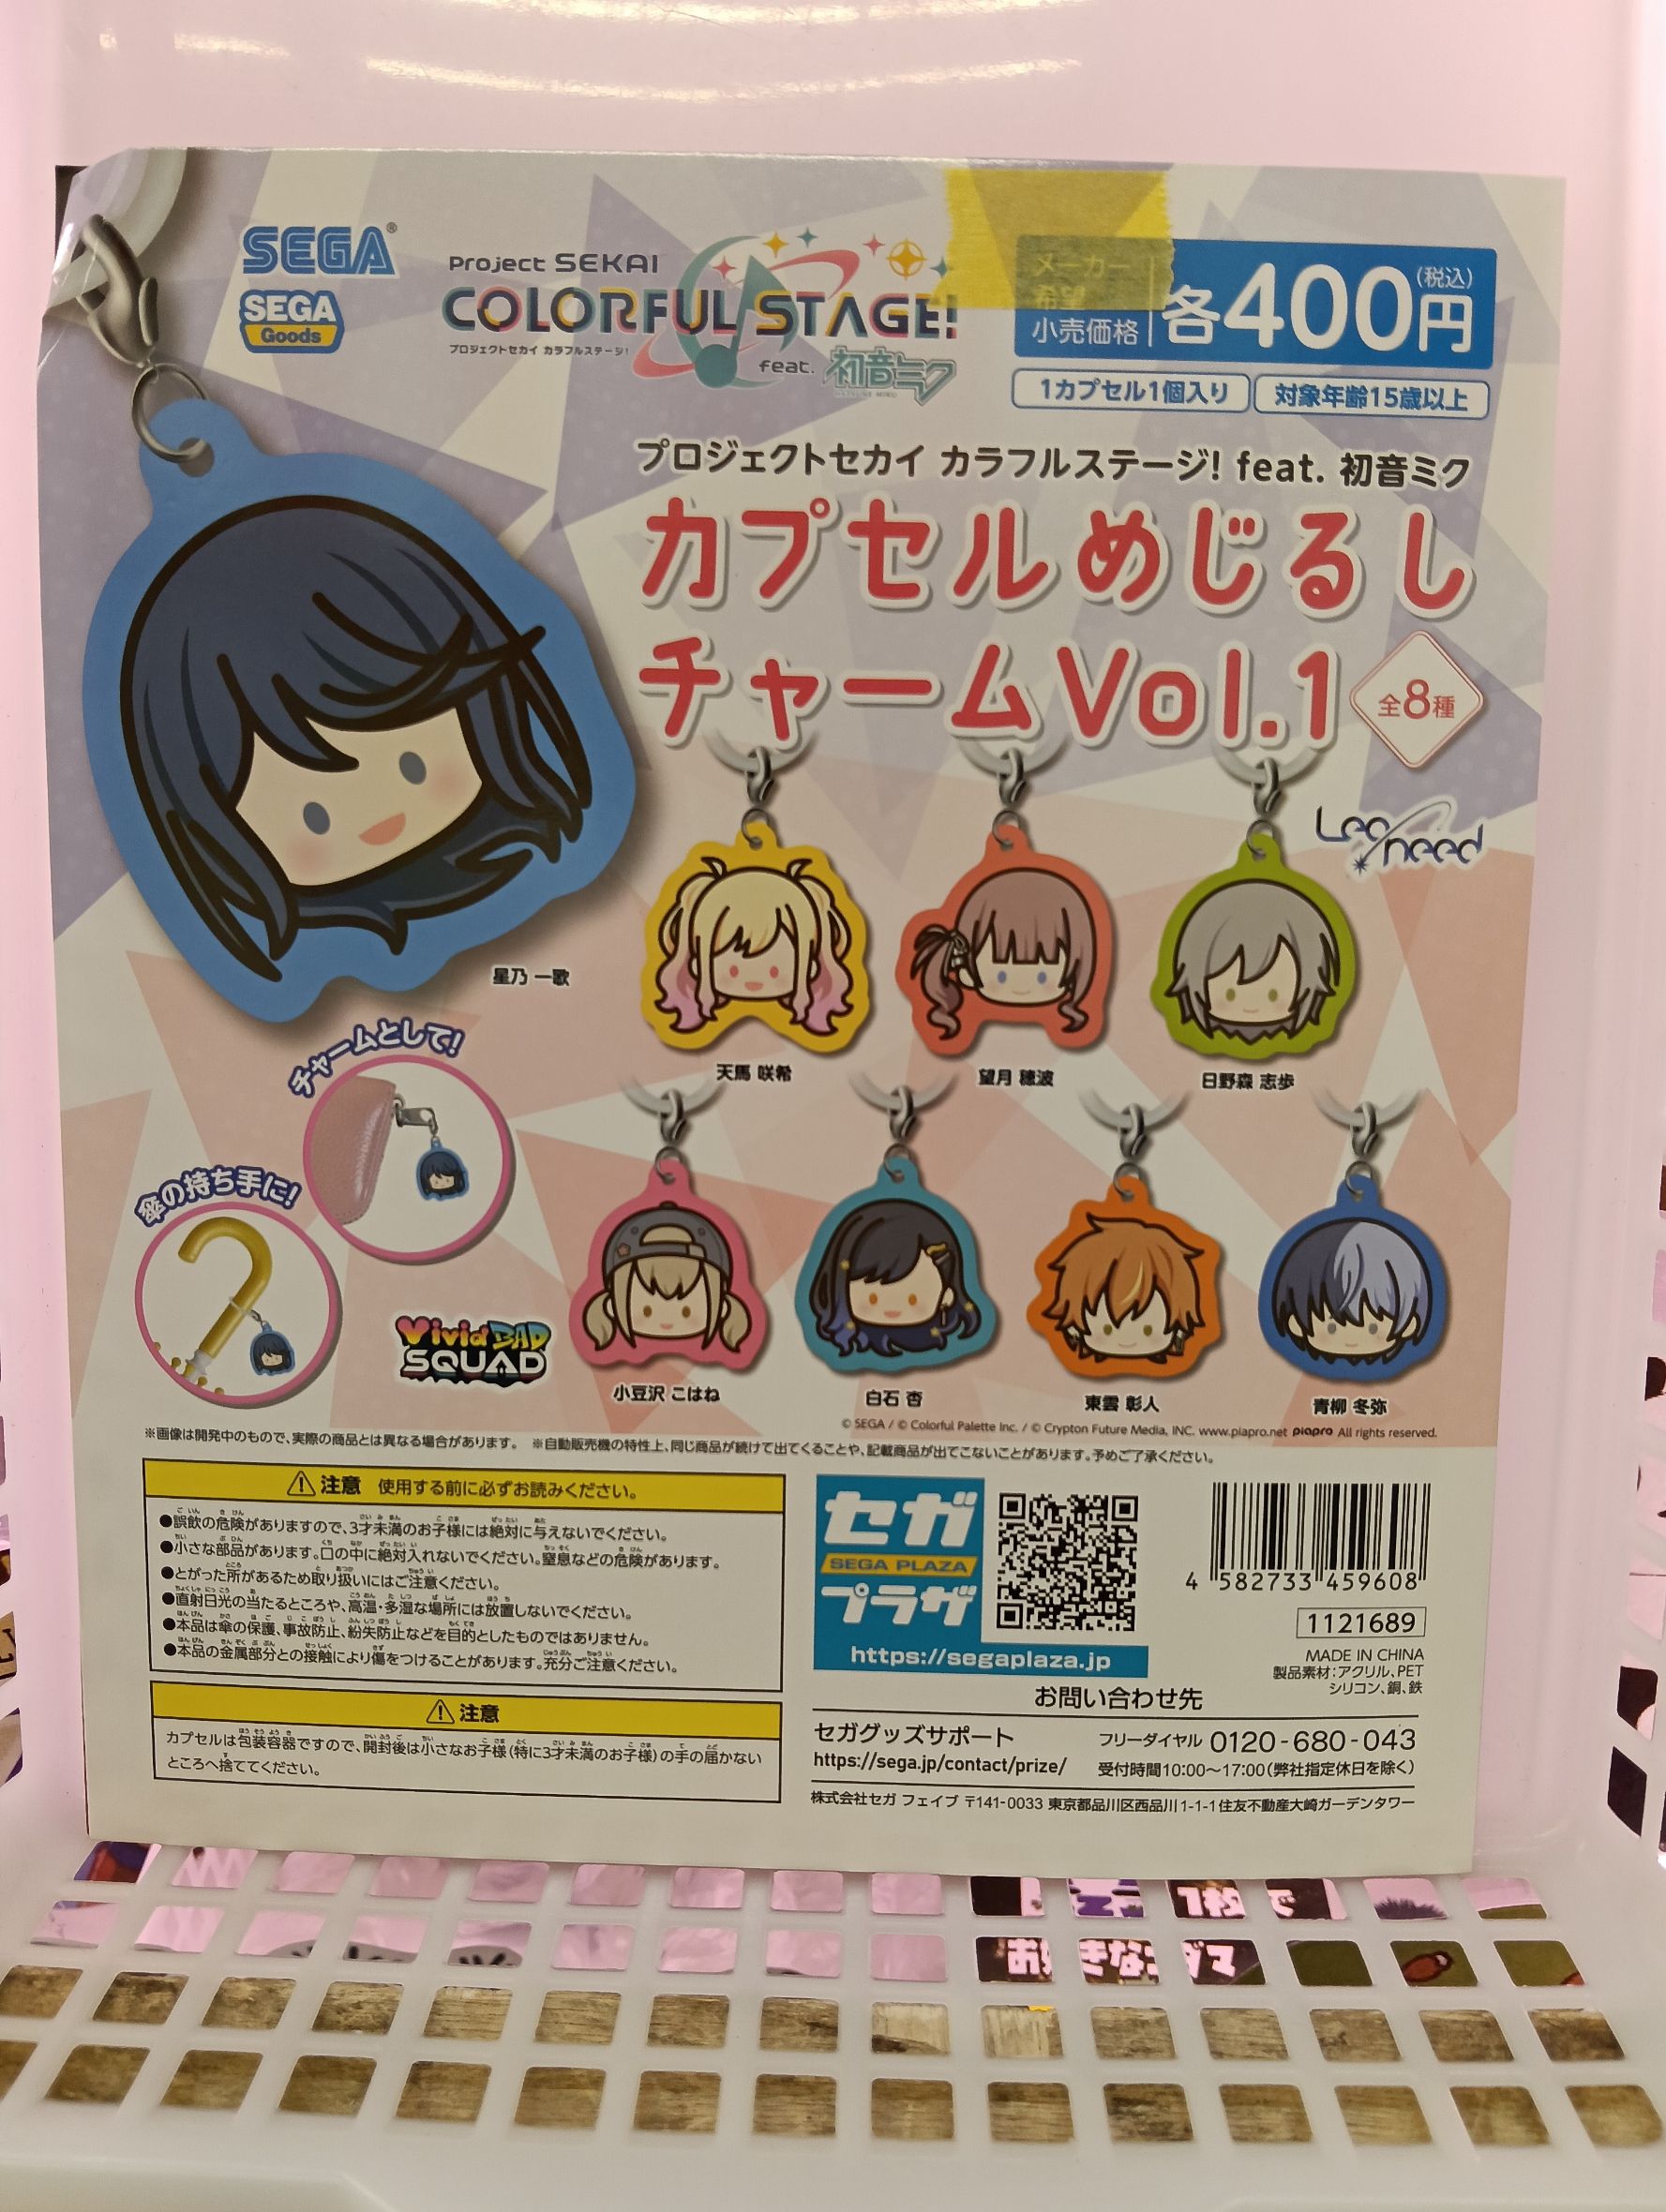 SEGA®
SEGA
Goods
Project SEKAI
COLORFUL STAGE!
プロジェクトセカイ カラフルステージ!
feat. 初音ミク
HATSUNE MIKU
メーカー
希望
小売価格
各400円
(税込)
1カプセル1個入り
対象年齢15歳以上
プロジェクトセカイ カラフルステージ! feat. 初音ミク
カプセルめじるし
チャームVol.1
全8種
Leo/need
星乃 一歌
天馬 咲希
望月 穂波
日野森 志歩
チャームとして!
傘の持ち手に!
Vivid BAD
SQUAD
小豆沢 こはね
白石 杏
東雲 彰人
青柳 冬弥
© SEGA / © Colorful Palette Inc. / © Crypton Future Media, INC. www.piapro.net piapro All rights reserved.
※画像は開発中のもので、実際の商品とは異なる場合があります。 ※自動販売機の特性上、同じ商品が続けて出てくることや、記載商品が出てこないことがあります。予めご了承ください。
注意 使用する前に必ずお読みください。
●誤飲の危険がありますので、3才未満のお子様には絶対に与えないでください。
●小さな部品があります。口の中に絶対入れないでください。窒息などの危険があります。
●とがった所があるため取り扱いにはご注意ください。
●直射日光の当たるところや、高温・多湿な場所には放置しないでください。
●本品は傘の保護、事故防止、紛失防止などを目的としたものではありません。
●本品の金属部分との接触により傷をつけることがあります。充分ご注意ください。
注意
カプセルは包装容器ですので、開封後は小さなお子様(特に3才未満のお子様)の手の届かない
ところへ捨ててください。
セガ
SEGA PLAZA
プラザ
https://segaplaza.jp
4 582733 459608
1121689
MADE IN CHINA
製品素材:アクリル、PET
シリコン、銅、鉄
お問い合わせ先
セガグッズサポート
https://sega.jp/contact/prize/
フリーダイヤル 0120-680-043
受付時間10:00〜17:00(弊社指定休日を除く)
株式会社セガ フェイブ 〒141-0033 東京都品川区西品川1-1-1住友不動産大崎ガーデンタワー